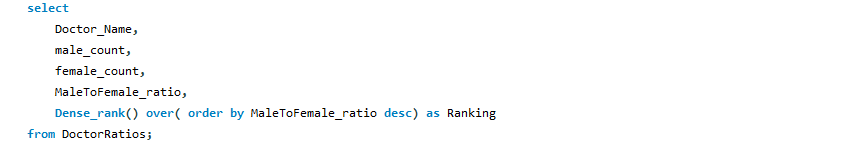 select
Doctor_Name,
male_count,
female_count,
MaleToFemale_ratio,
Dense_rank() over( order by MaleToFemale_ratio desc) as Ranking
from DoctorRatios;